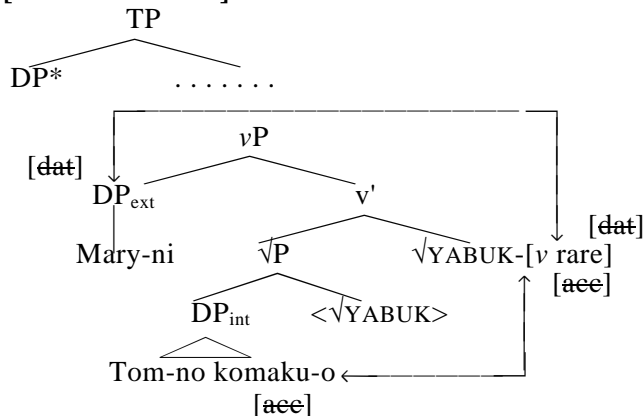 TP
DP* . . . . . . .
vP
[dat] DPext v'
[dat]
Mary-ni √P √YABUK-[v rare]
[acc]
DPint <√YABUK>
Tom-no komaku-o
[acc]